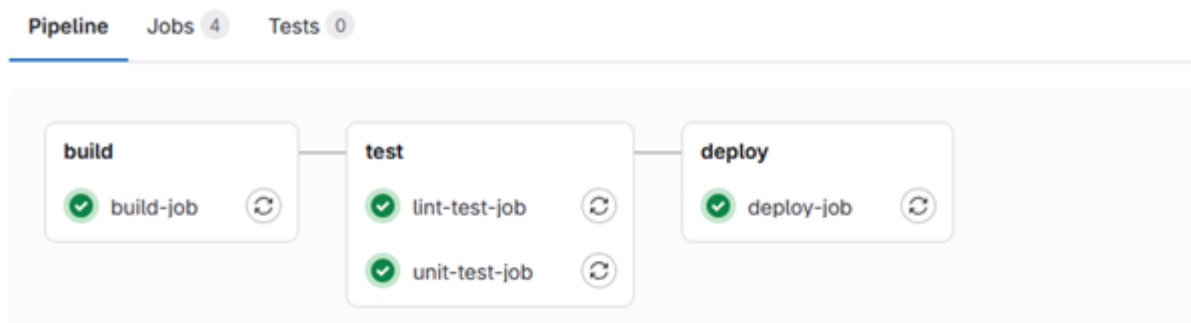 Pipeline Jobs 4 Tests 0
build
build-job
test
lint-test-job
unit-test-job
deploy
deploy-job